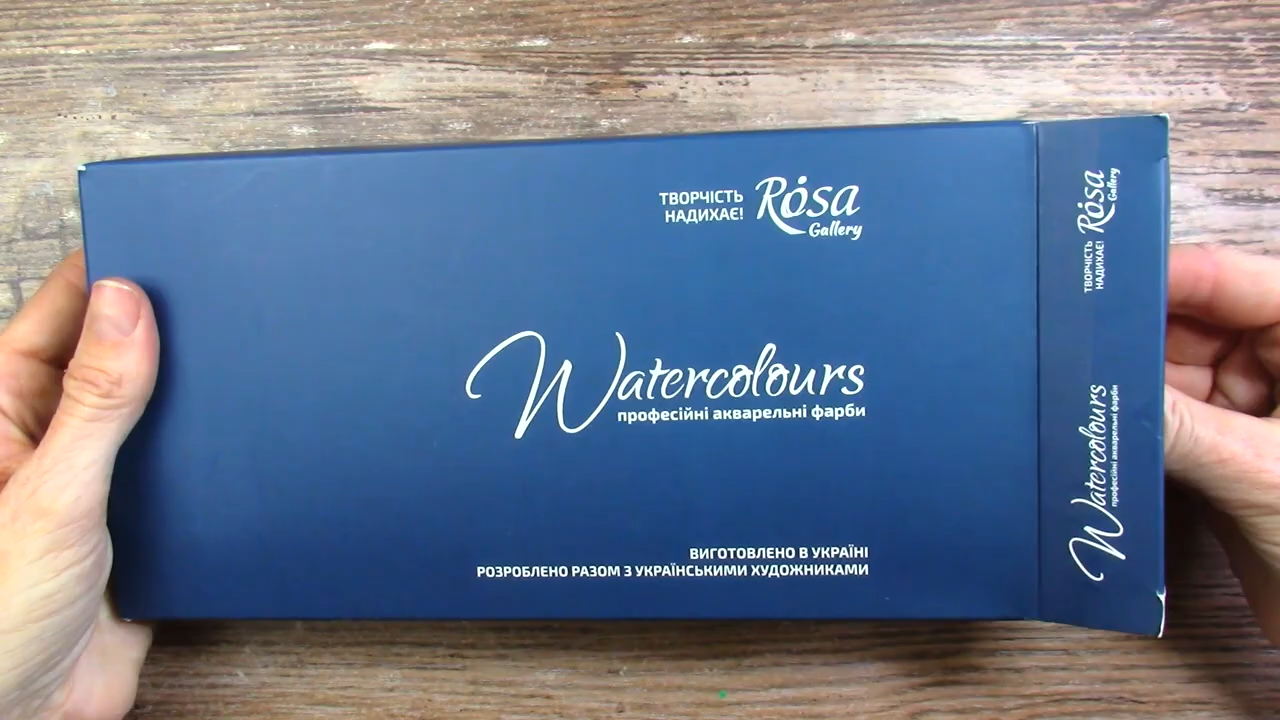 ТВОРЧІСТЬ
НАДИХАЄ!
Rosa
Gallery
Watercolours
професійні акварельні фарби
ВИГОТОВЛЕНО В УКРАЇНІ
РОЗРОБЛЕНО РАЗОМ З УКРАЇНСЬКИМИ ХУДОЖНИКАМИ
ТВОРЧІСТЬ
НАДИХАЄ!
Rosa
Gallery
Watercolours
професійні акварельні фарби